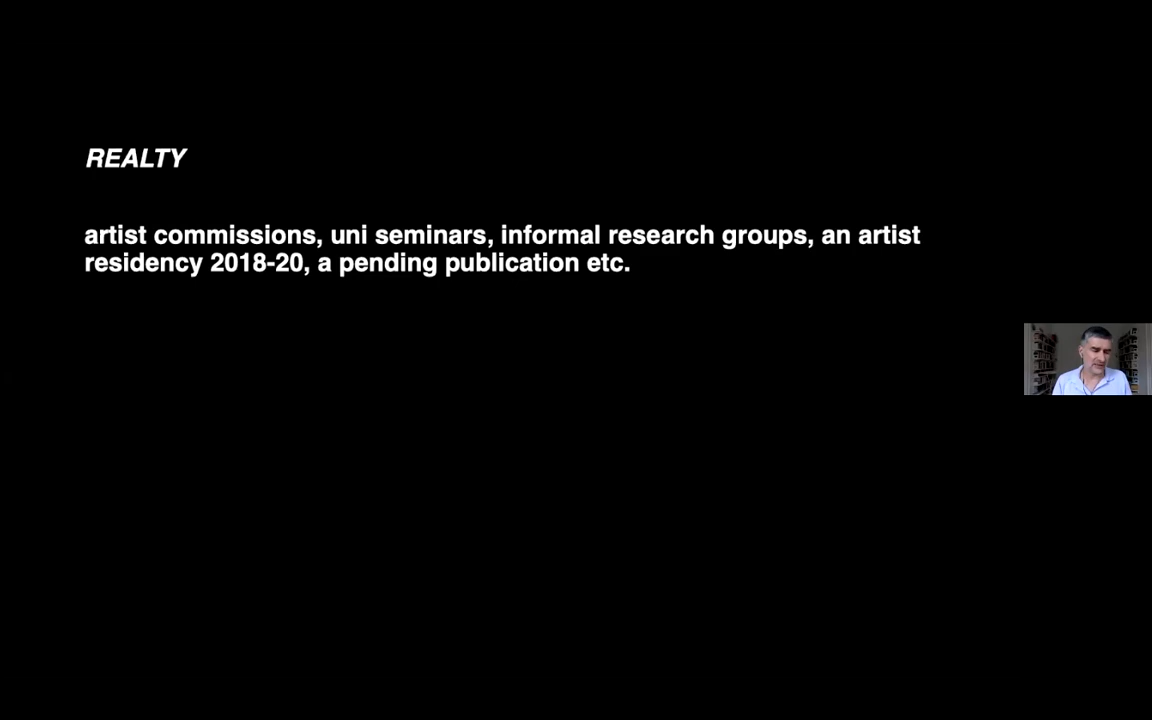 REALTY
artist commissions, uni seminars, informal research groups, an artist
residency 2018-20, a pending publication etc.